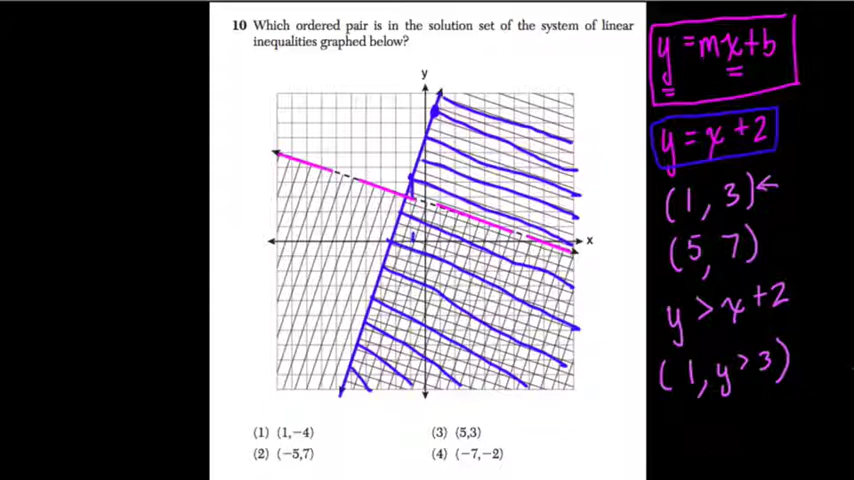 10 Which ordered pair is in the solution set of the system of linear
inequalities graphed below?
y
x
(1) (1,−4)
(3) (5,3)
(2) (−5,7)
(4) (−7,−2)
y = mx+b
y = x +2
(1, 3)←
(5, 7)
y > x+2
(1, y>3)